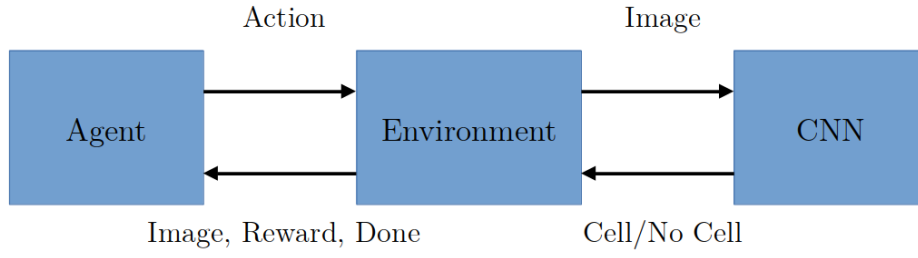 Action
Image
Agent
Environment
CNN
Image, Reward, Done
Cell/No Cell